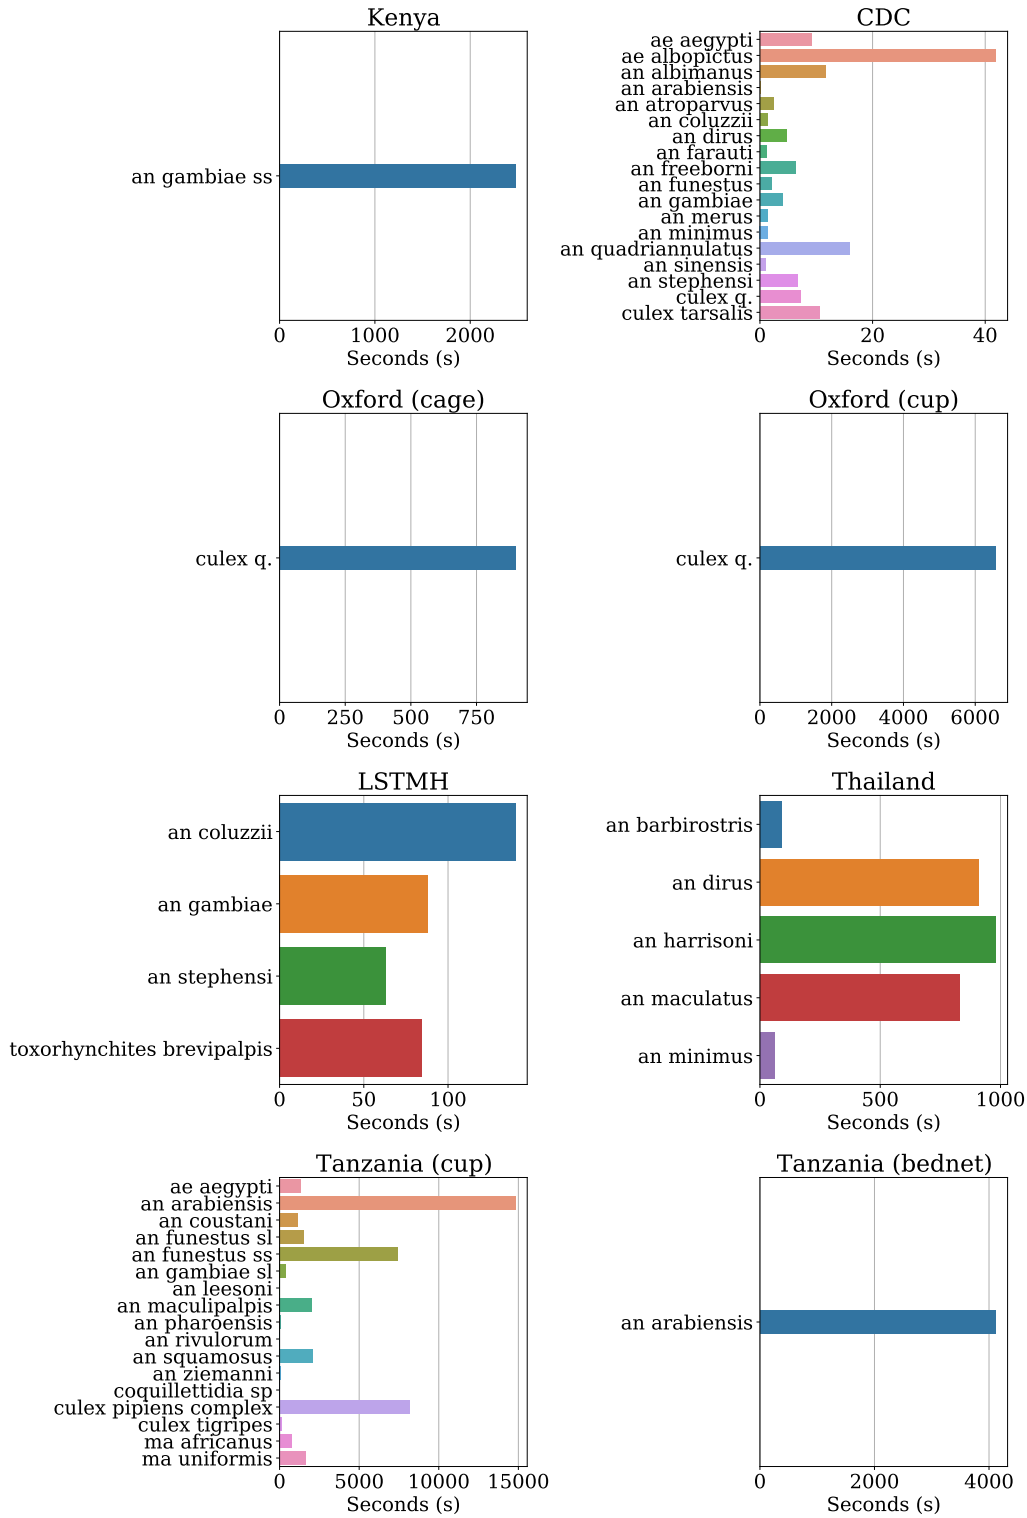 Kenya
an gambiae ss
0 1000 2000
Seconds (s)
CDC
ae aegypti
ae albopictus
an albimanus
an arabiensis
an atroparvus
an coluzzii
an dirus
an farauti
an freeborni
an funestus
an gambiae
an merus
an minimus
an quadriannulatus
an sinensis
an stephensi
culex q.
culex tarsalis
0 20 40
Seconds (s)
Oxford (cage)
culex q.
0 250 500 750
Seconds (s)
Oxford (cup)
culex q.
0 2000 4000 6000
Seconds (s)
LSTMH
an coluzzii
an gambiae
an stephensi
toxorhynchites brevipalpis
0 50 100
Seconds (s)
Thailand
an barbirostris
an dirus
an harrisoni
an maculatus
an minimus
0 500 1000
Seconds (s)
Tanzania (cup)
ae aegypti
an arabiensis
an coustani
an funestus sl
an funestus ss
an gambiae sl
an leesoni
an maculipalpis
an pharoensis
an rivulorum
an squamosus
an ziemanni
coquillettidia sp
culex pipiens complex
culex tigripes
ma africanus
ma uniformis
0 5000 10000 15000
Seconds (s)
Tanzania (bednet)
an arabiensis
0 2000 4000
Seconds (s)